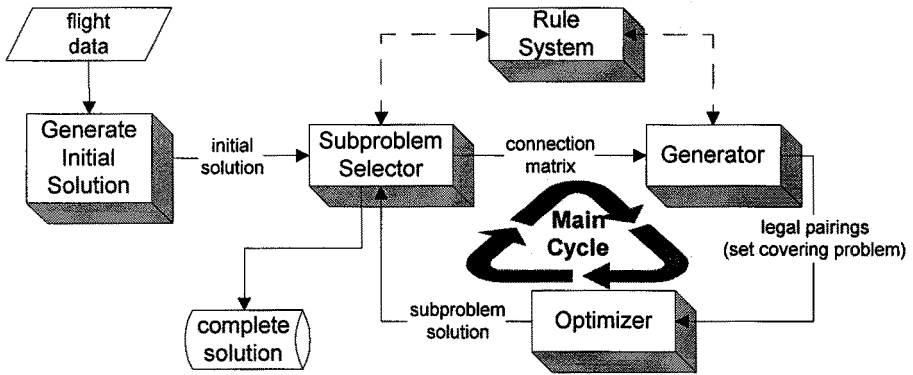 flight
data
Rule
System
Generate
Initial
Solution
initial
solution
Subproblem
Selector
connection
matrix
Generator
Main
Cycle
legal pairings
(set covering problem)
complete
solution
subproblem
solution
Optimizer